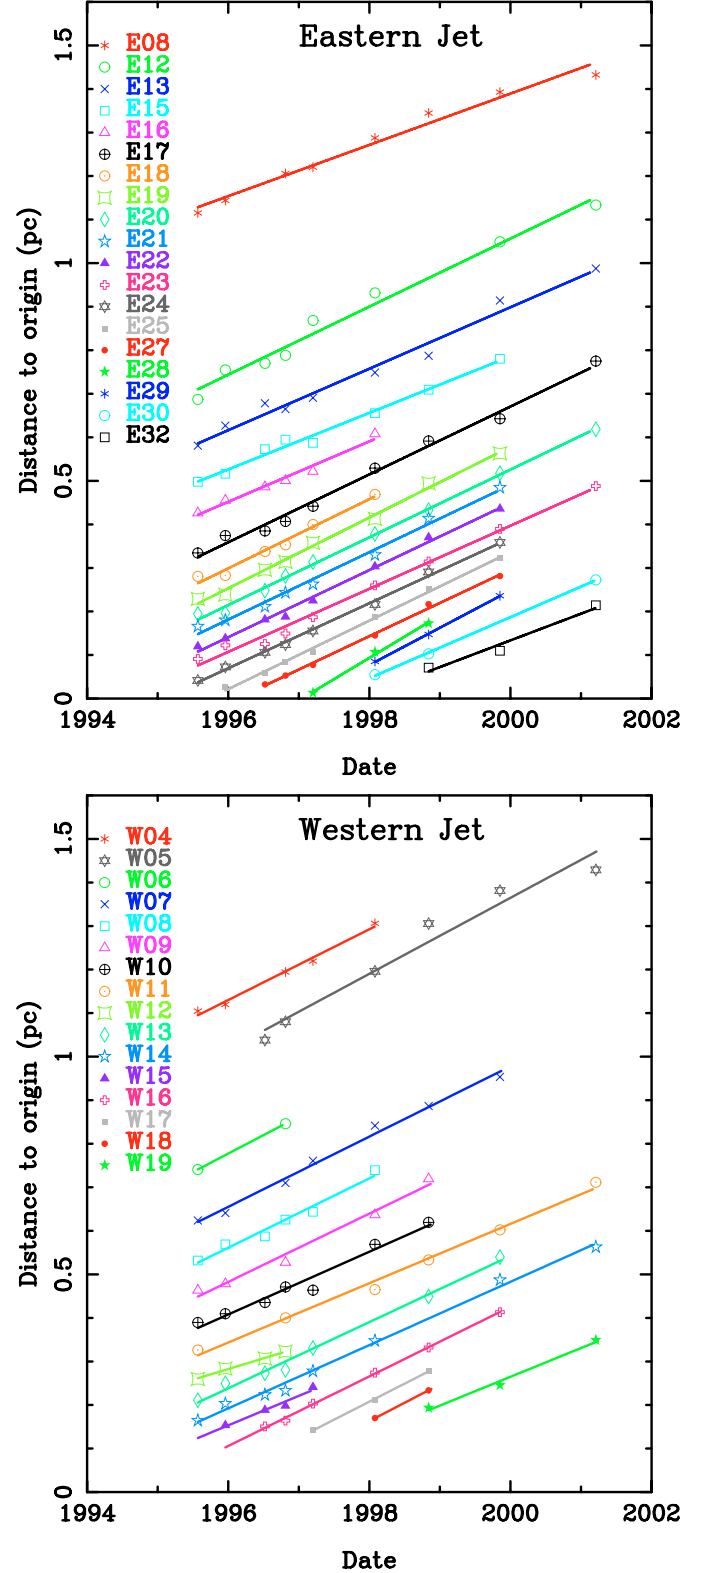 Eastern Jet
E08
E12
E13
E15
E16
E17
E18
E19
E20
E21
E22
E23
E24
E25
E27
E28
E29
E30
E32
1.5
1
0.5
0
Distance to origin (pc)
1994 1996 1998 2000 2002
Date
Western Jet
W04
W05
W06
W07
W08
W09
W10
W11
W12
W13
W14
W15
W16
W17
W18
W19
1.5
1
0.5
0
Distance to origin (pc)
1994 1996 1998 2000 2002
Date